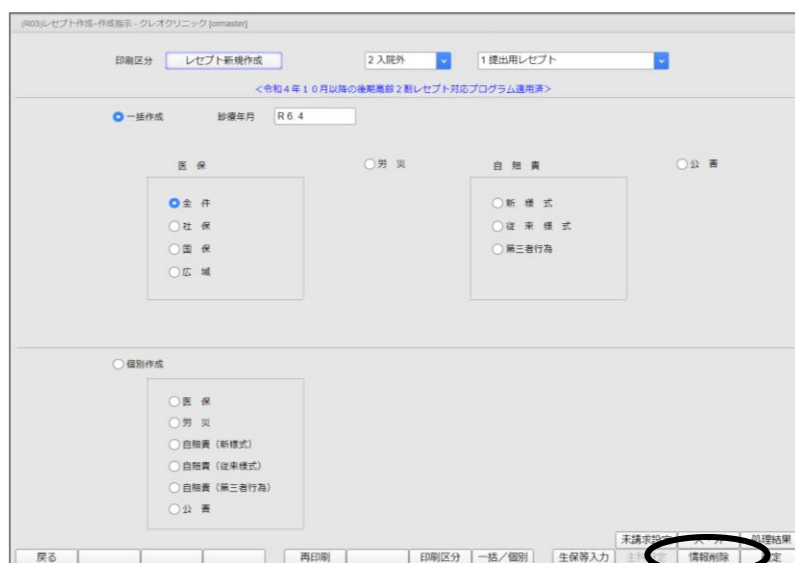 (R03)レセプト作成-作成指示 - クレオクリニック [ormaster]
印刷区分 レセプト新規作成 2 入院外 1 提出用レセプト
<令和４年１０月以降の後期高齢２割レセプト対応プログラム適用済>
一括作成 診療年月 R 6. 4
医 保 労 災 自 賠 責 公 害
全 件 新 様 式
社 保 従 来 様 式
国 保 第三者行為
広 域
個別作成
医 保
労 災
自賠責（新様式）
自賠責（従来様式）
自賠責（第三者行為）
公 害
未請求設定 処理結果
戻る 再印刷 印刷区分 一括／個別 生保等入力 情報削除